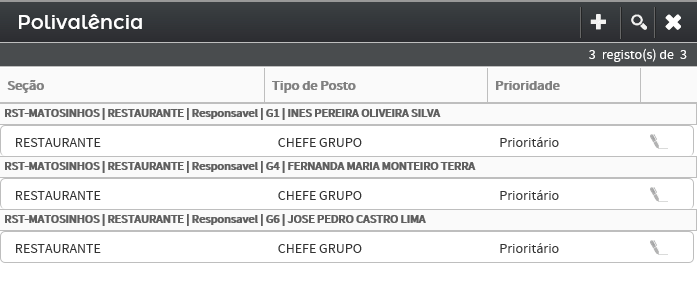 Polivalência
3 registo(s) de 3
Seção Tipo de Posto Prioridade
RST-MATOSINHOS | RESTAURANTE | Responsavel | G1 | INES PEREIRA OLIVEIRA SILVA
RESTAURANTE CHEFE GRUPO Prioritário
RST-MATOSINHOS | RESTAURANTE | Responsavel | G4 | FERNANDA MARIA MONTEIRO TERRA
RESTAURANTE CHEFE GRUPO Prioritário
RST-MATOSINHOS | RESTAURANTE | Responsavel | G6 | JOSE PEDRO CASTRO LIMA
RESTAURANTE CHEFE GRUPO Prioritário